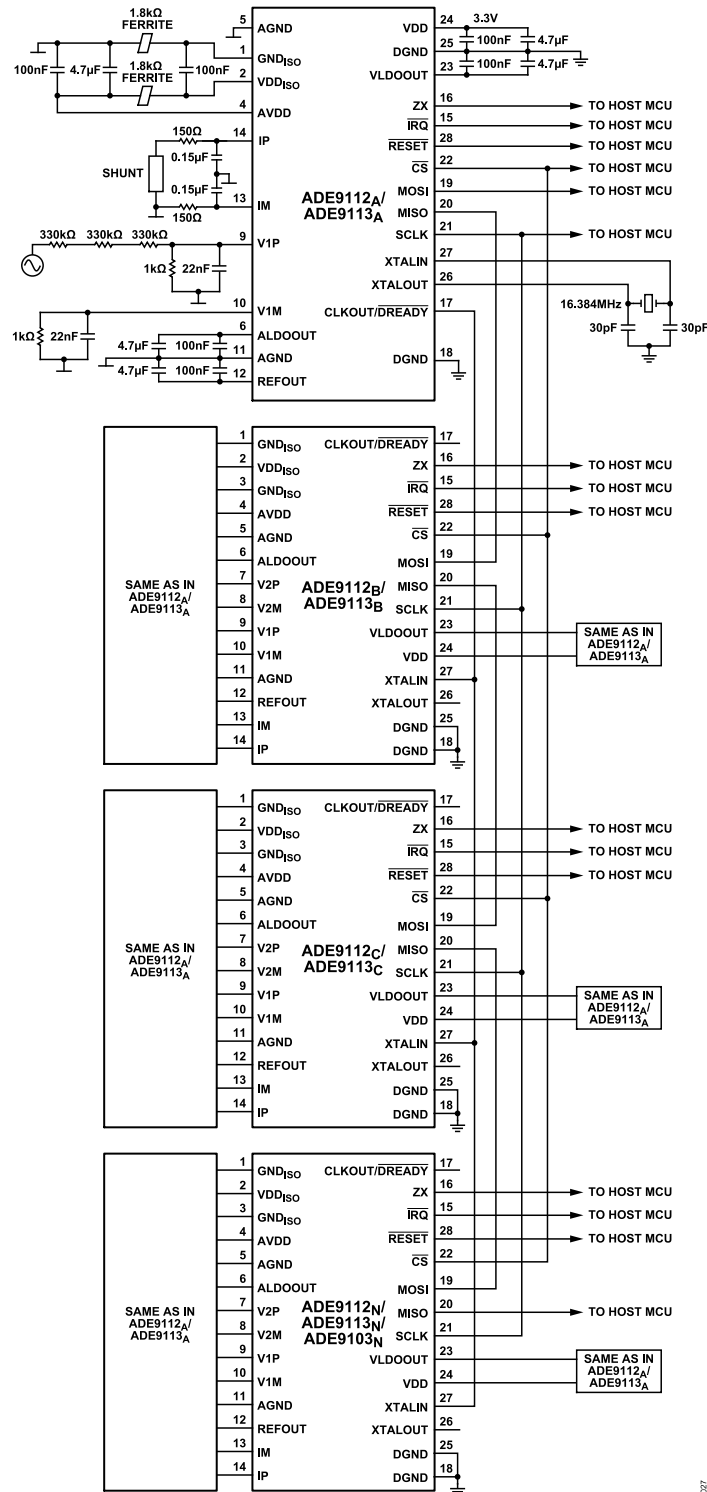 1.8kΩ
FERRITE
100nF
4.7µF
1.8kΩ
FERRITE
100nF
5 AGND
1 GNDISO
2 VDDISO
4 AVDD
14 IP
150Ω
0.15µF
SHUNT
0.15µF
150Ω
13 IM
330kΩ 330kΩ 330kΩ
9 V1P
1kΩ 22nF
10 V1M
1kΩ 22nF
6 ALDOOUT
4.7µF 100nF
11 AGND
4.7µF 100nF
12 REFOUT
ADE9112A/
ADE9113A
VDD 24 3.3V
100nF 4.7µF
DGND 25
100nF 4.7µF
VLDOOUT 23
ZX 16 TO HOST MCU
IRQ 15 TO HOST MCU
RESET 28 TO HOST MCU
CS 22 TO HOST MCU
MOSI 19 TO HOST MCU
MISO 20
SCLK 21 TO HOST MCU
XTALIN 27
XTALOUT 26
CLKOUT/DREADY 17
16.384MHz
30pF 30pF
DGND 18
SAME AS IN
ADE9112A/
ADE9113A
1 GNDISO
2 VDDISO
3 GNDISO
4 AVDD
5 AGND
6 ALDOOUT
7 V2P
8 V2M
9 V1P
10 V1M
11 AGND
12 REFOUT
13 IM
14 IP
ADE9112B/
ADE9113B
CLKOUT/DREADY 17
ZX 16 TO HOST MCU
IRQ 15 TO HOST MCU
RESET 28 TO HOST MCU
CS 22
MOSI 19
MISO 20
SCLK 21
VLDOOUT 23
VDD 24
XTALIN 27
XTALOUT 26
DGND 25
DGND 18
SAME AS IN
ADE9112A/
ADE9113A
SAME AS IN
ADE9112A/
ADE9113A
1 GNDISO
2 VDDISO
3 GNDISO
4 AVDD
5 AGND
6 ALDOOUT
7 V2P
8 V2M
9 V1P
10 V1M
11 AGND
12 REFOUT
13 IM
14 IP
ADE9112C/
ADE9113C
CLKOUT/DREADY 17
ZX 16 TO HOST MCU
IRQ 15 TO HOST MCU
RESET 28 TO HOST MCU
CS 22
MOSI 19
MISO 20
SCLK 21
VLDOOUT 23
VDD 24
XTALIN 27
XTALOUT 26
DGND 25
DGND 18
SAME AS IN
ADE9112A/
ADE9113A
SAME AS IN
ADE9112A/
ADE9113A
1 GNDISO
2 VDDISO
3 GNDISO
4 AVDD
5 AGND
6 ALDOOUT
7 V2P
8 V2M
9 V1P
10 V1M
11 AGND
12 REFOUT
13 IM
14 IP
ADE9112N/
ADE9113N/
ADE9103N
CLKOUT/DREADY 17
ZX 16 TO HOST MCU
IRQ 15 TO HOST MCU
RESET 28 TO HOST MCU
CS 22
MOSI 19
MISO 20 TO HOST MCU
SCLK 21
VLDOOUT 23
VDD 24
XTALIN 27
XTALOUT 26
DGND 25
DGND 18
SAME AS IN
ADE9112A/
ADE9113A
027